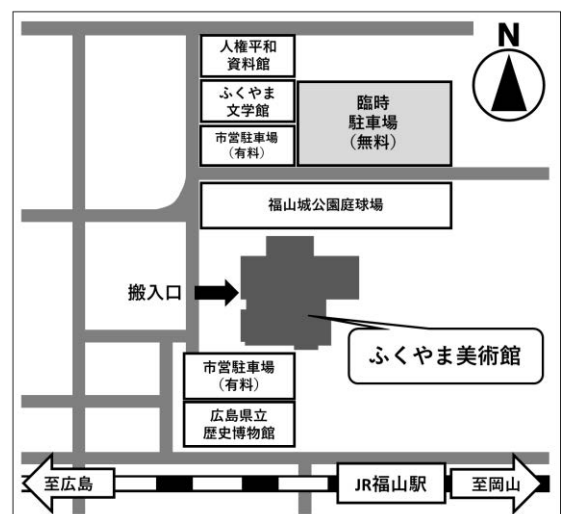 人権平和
資料館
N
ふくやま
文学館
臨時
駐車場
(無料)
市営駐車場
(有料)
福山城公園庭球場
搬入口
ふくやま美術館
市営駐車場
(有料)
広島県立
歴史博物館
至広島
JR福山駅
至岡山